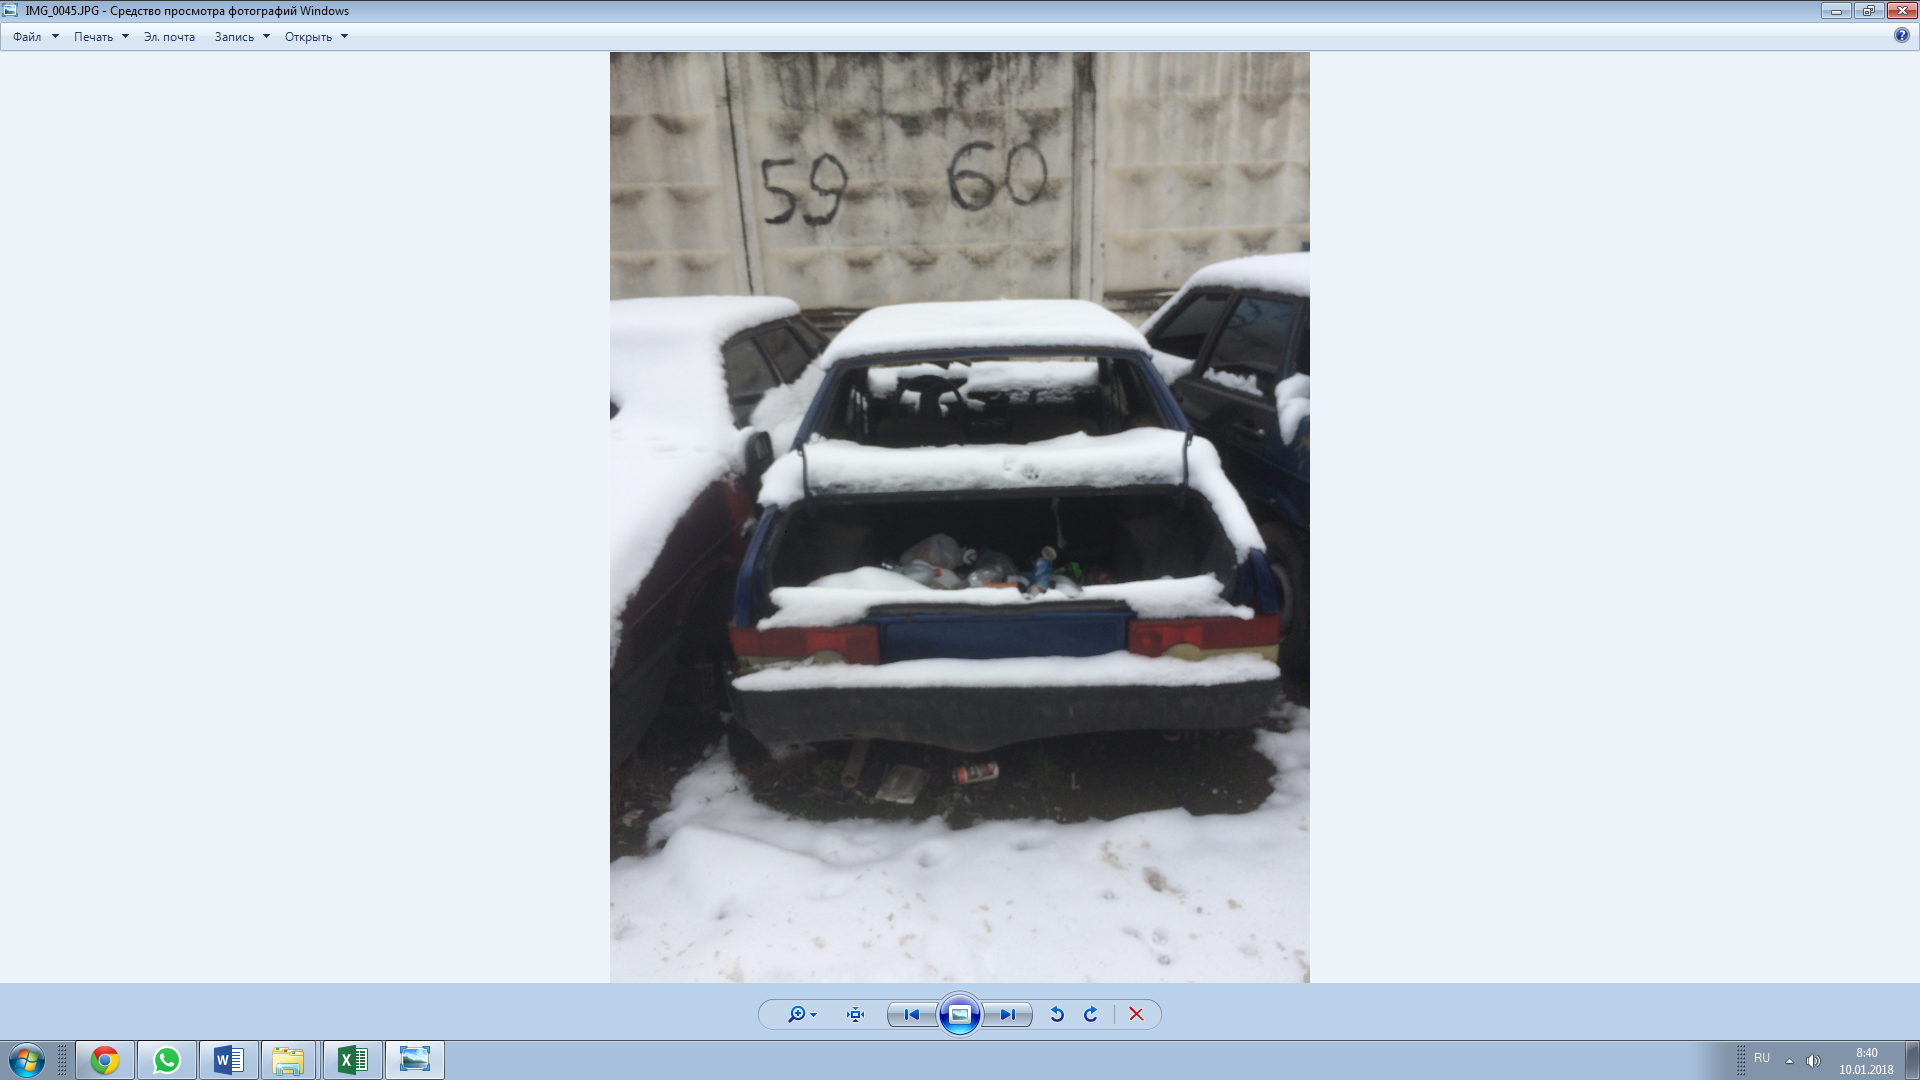 IMG_0045.JPG - Средство просмотра фотографий Windows
Файл Печать Эл. почта Запись Открыть
59 60
RU
8:40
10.01.2018